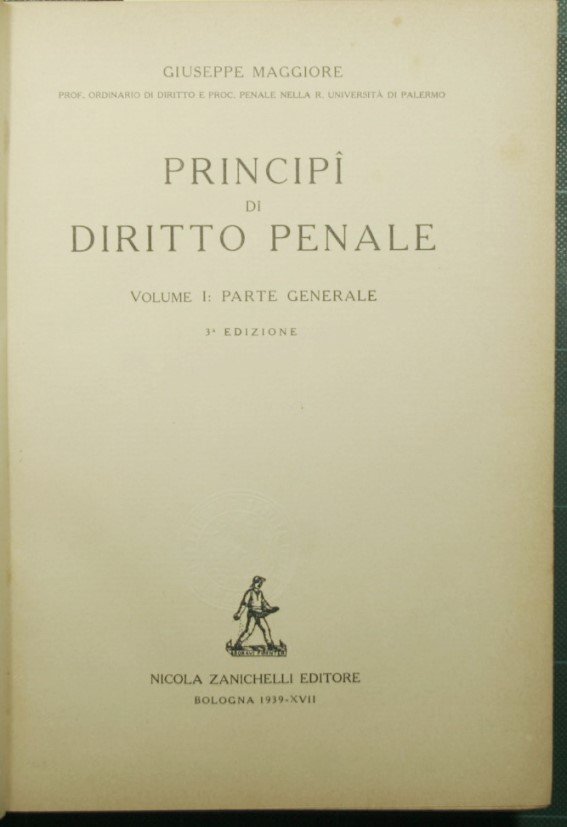 GIUSEPPE MAGGIORE
PROF. ORDINARIO DI DIRITTO E PROC. PENALE NELLA R. UNIVERSITÀ DI PALERMO
PRINCIPÎ
DI
DIRITTO PENALE
VOLUME I: PARTE GENERALE
3ª EDIZIONE
NICOLA ZANICHELLI EDITORE
BOLOGNA 1939-XVII